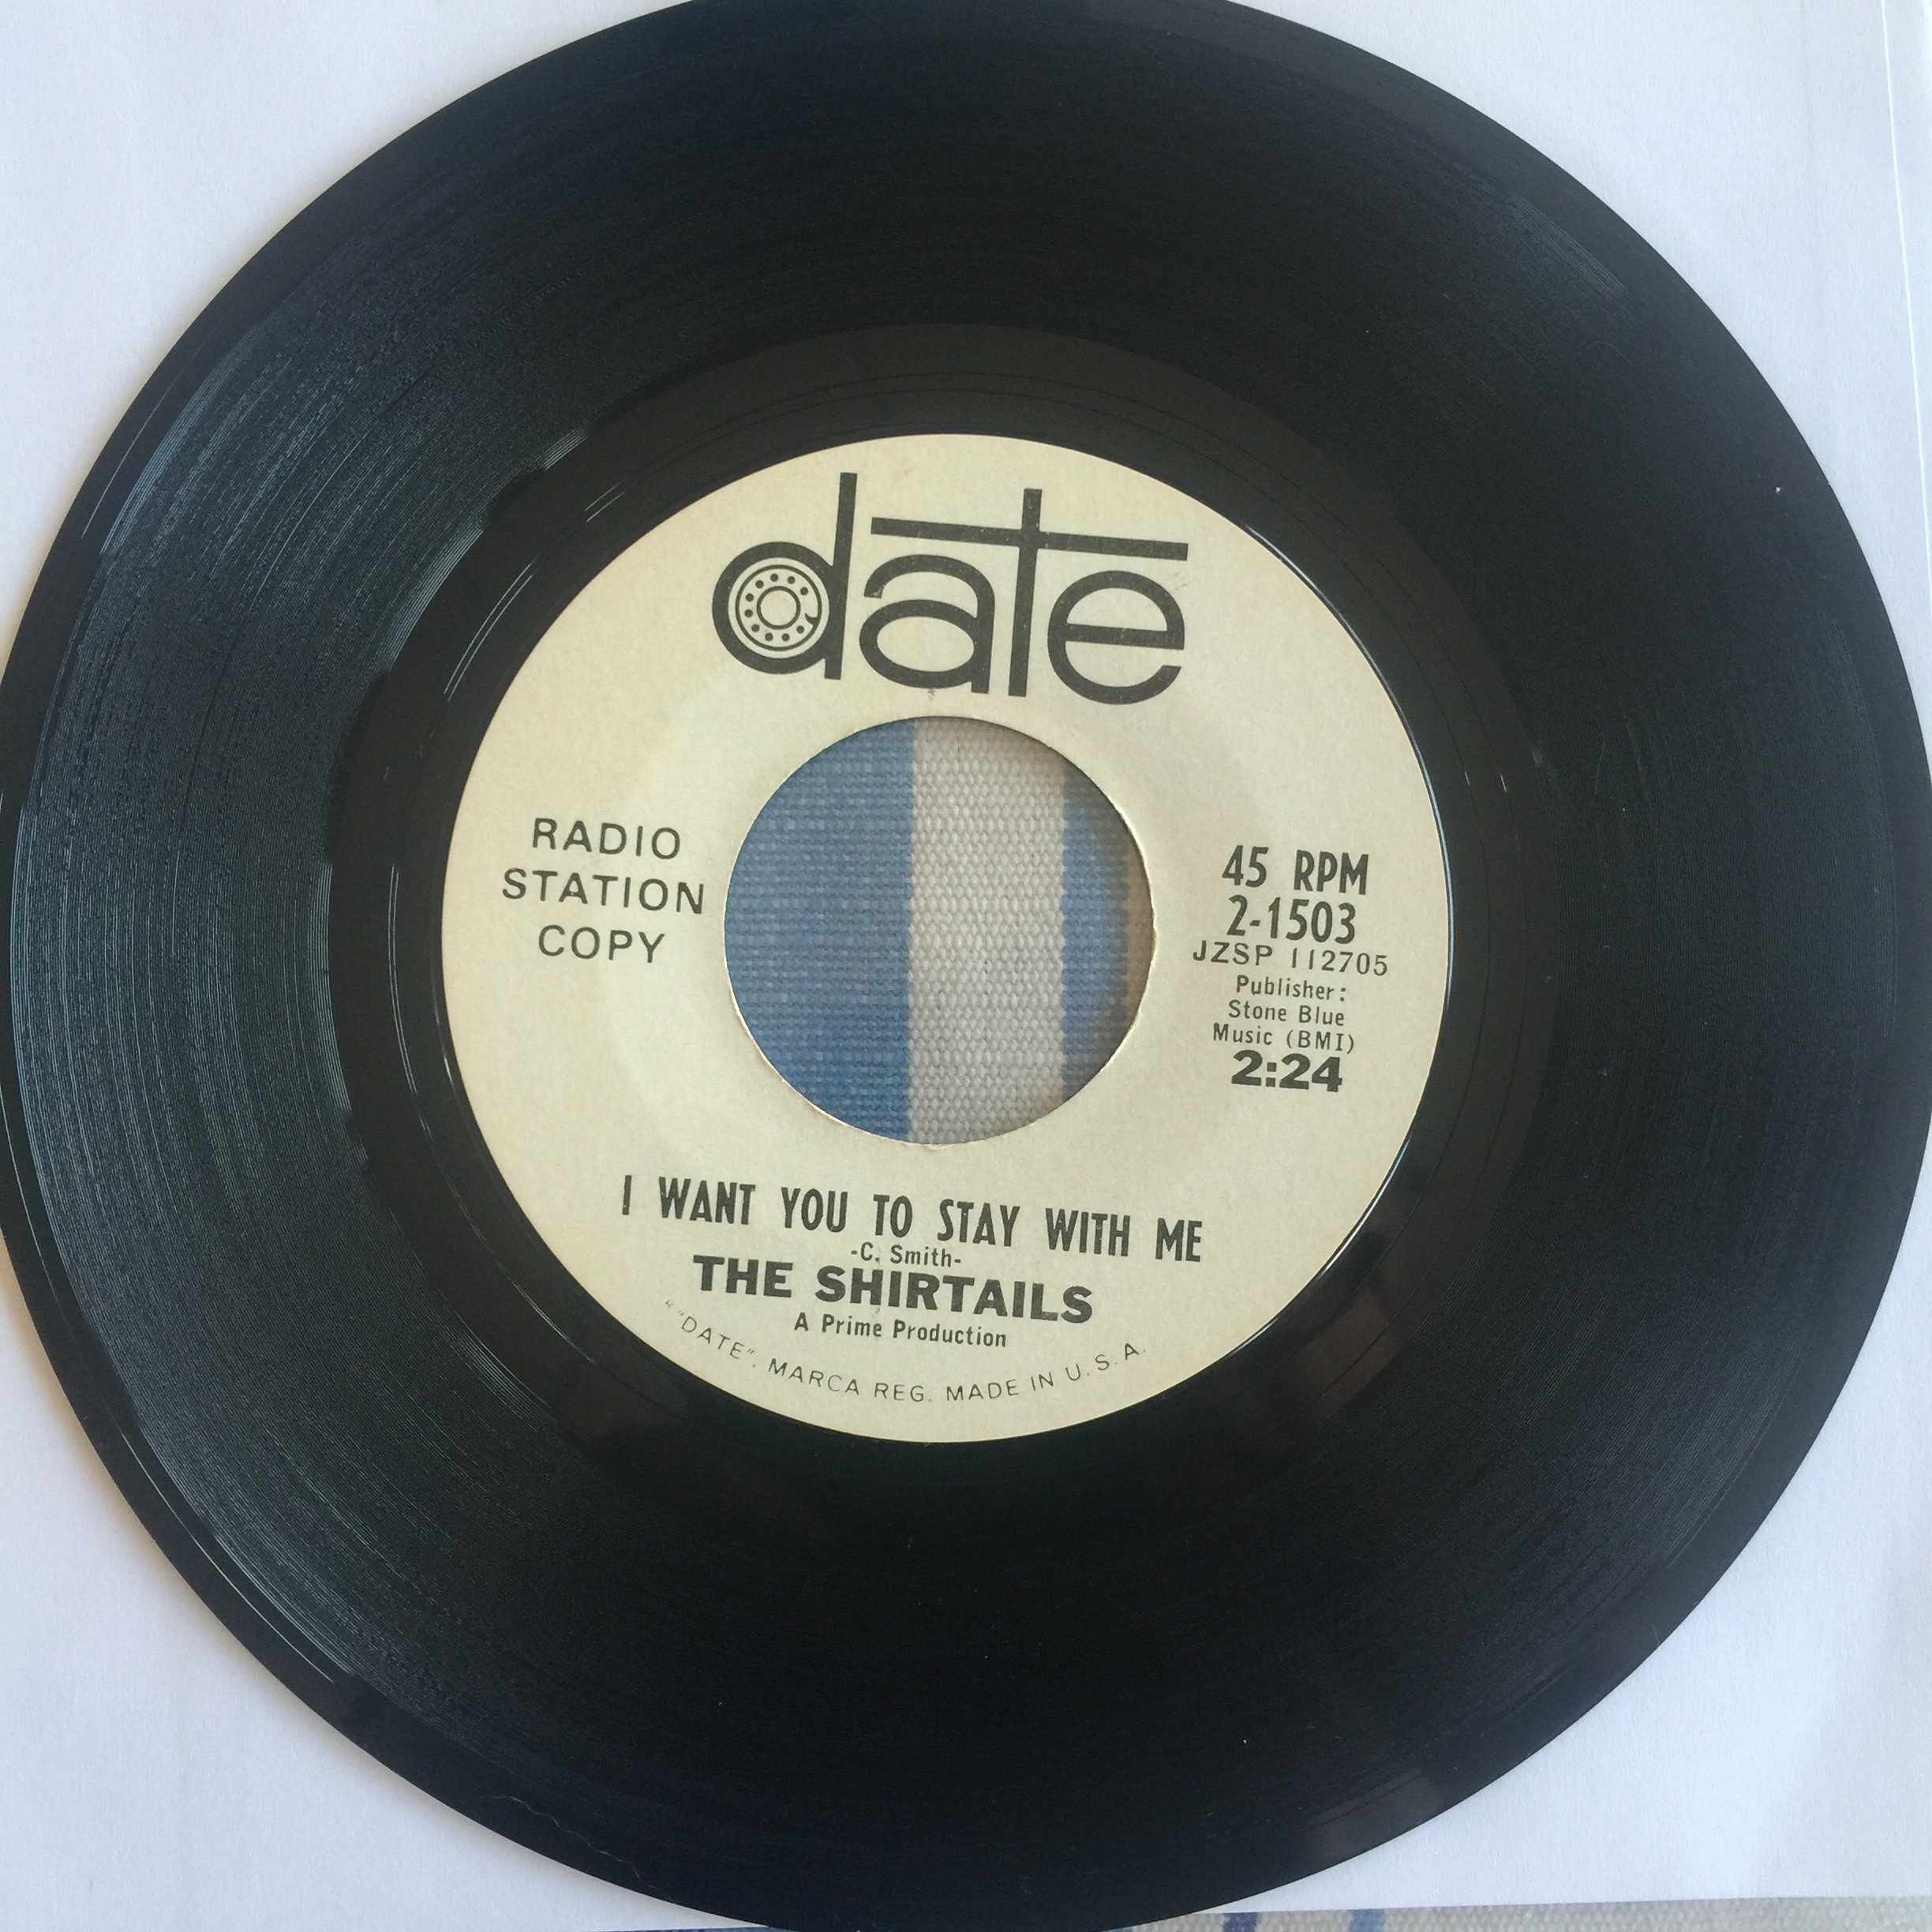 date
RADIO
STATION
COPY
45 RPM
2-1503
JZSP 112705
Publisher:
Stone Blue
Music (BMI)
2:24
I WANT YOU TO STAY WITH ME
-C. Smith-
THE SHIRTAILS
A Prime Production
"DATE", MARCA REG. MADE IN U.S.A.